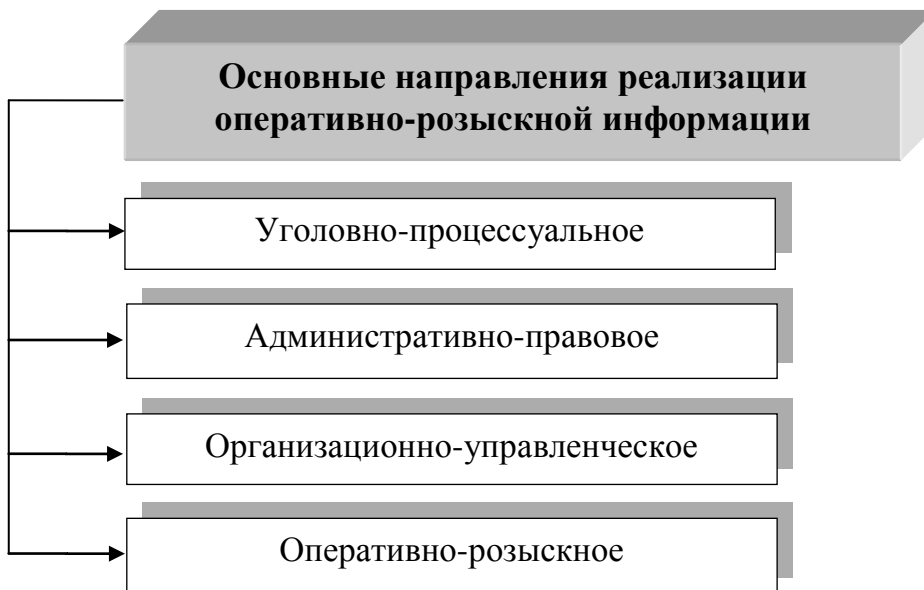 Основные направления реализации
оперативно-розыскной информации
Уголовно-процессуальное
Административно-правовое
Организационно-управленческое
Оперативно-розыскное